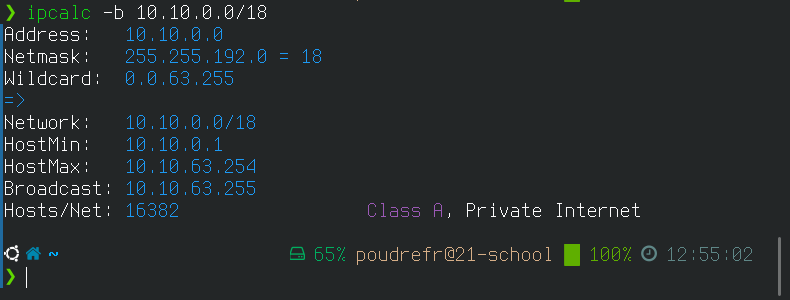 ❯ ipcalc -b 10.10.0.0/18
Address:   10.10.0.0
Netmask:   255.255.192.0 = 18
Wildcard:  0.0.63.255
=>
Network:   10.10.0.0/18
HostMin:   10.10.0.1
HostMax:   10.10.63.254
Broadcast: 10.10.63.255
Hosts/Net: 16382                 Class A, Private Internet
~ 65% poudrefr@21-school 100% 12:55:02
❯